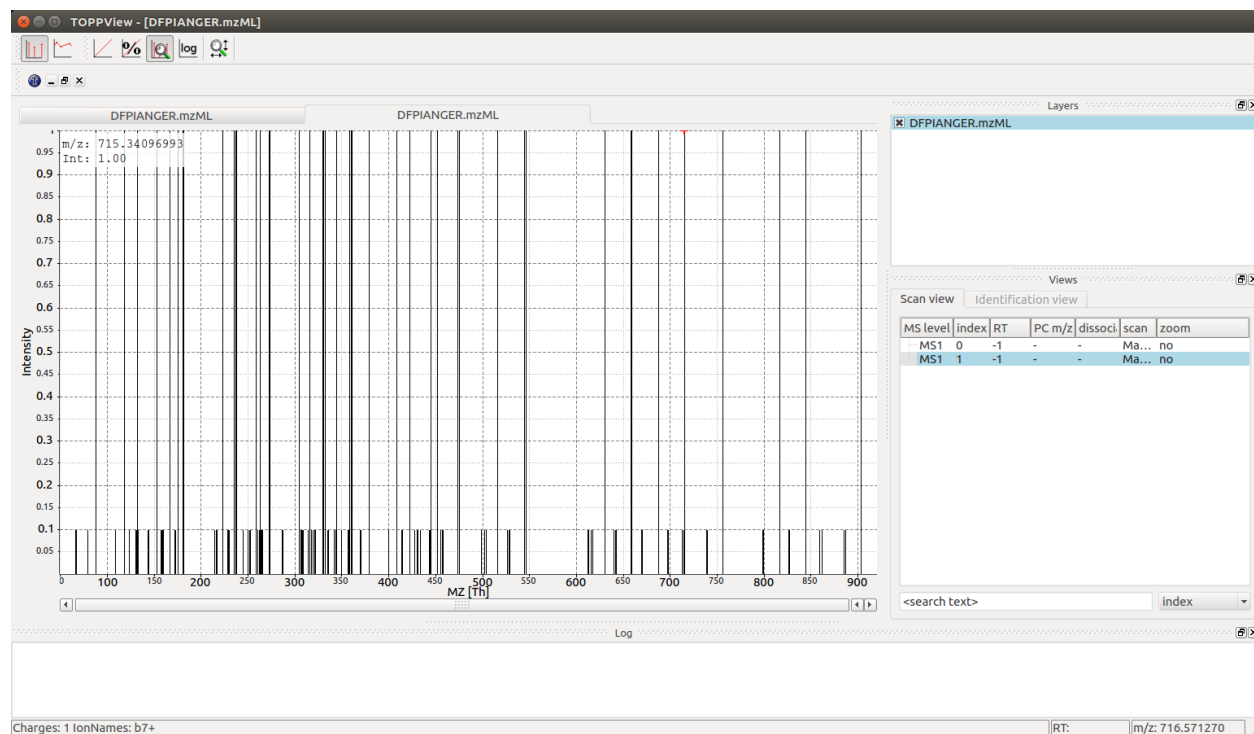 TOPPView - [DFPIANGER.mzML]
% log
DFPIANGER.mzML DFPIANGER.mzML
m/z: 715.34096993
Int: 1.00
1
0.95
0.9
0.85
0.8
0.75
0.7
0.65
0.6
0.55
0.5
0.45
0.4
0.35
0.3
0.25
0.2
0.15
0.1
0.05
Intensity
0 100 150 200 250 300 350 400 450 500 550 600 650 700 750 800 850 900
MZ [Th]
Layers
DFPIANGER.mzML
Views
Scan view Identification view
MS level index RT PC m/z dissoci scan zoom
MS1 0 -1 - - Ma... no
MS1 1 -1 - - Ma... no
<search text> index
Log
Charges: 1 IonNames: b7+ RT: m/z: 716.571270